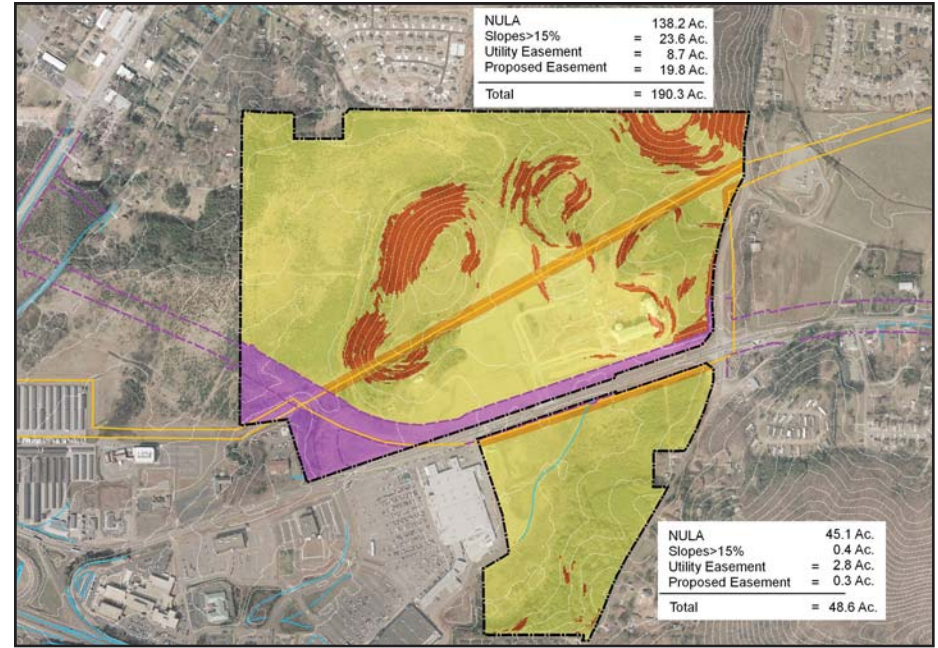 NULA 138.2 Ac.
Slopes>15% = 23.6 Ac.
Utility Easement = 8.7 Ac.
Proposed Easement = 19.8 Ac.
Total = 190.3 Ac.
NULA 45.1 Ac.
Slopes>15% 0.4 Ac.
Utility Easement = 2.8 Ac.
Proposed Easement = 0.3 Ac.
Total = 48.6 Ac.